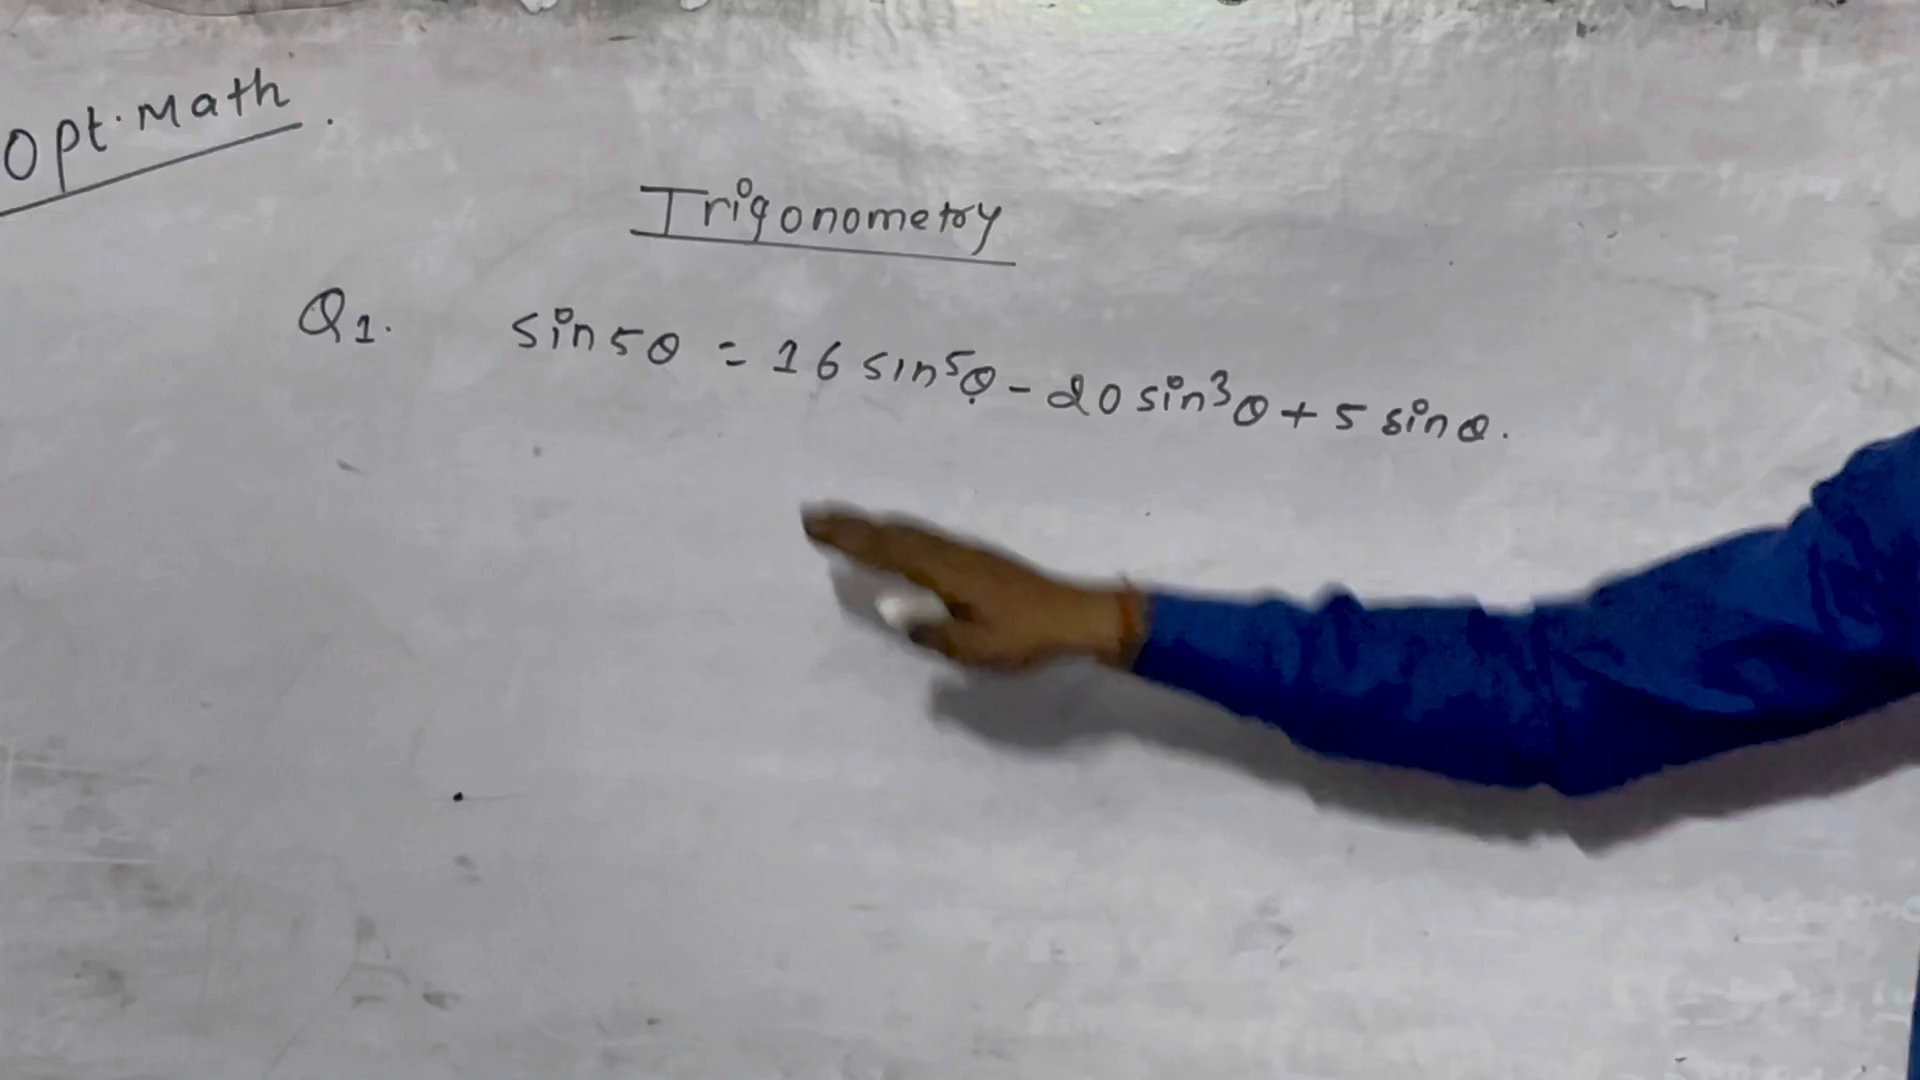 Opt. Math.
Trigonometry
Q1. sin5θ = 16 sin⁵θ - 20 sin³θ + 5 sinθ.